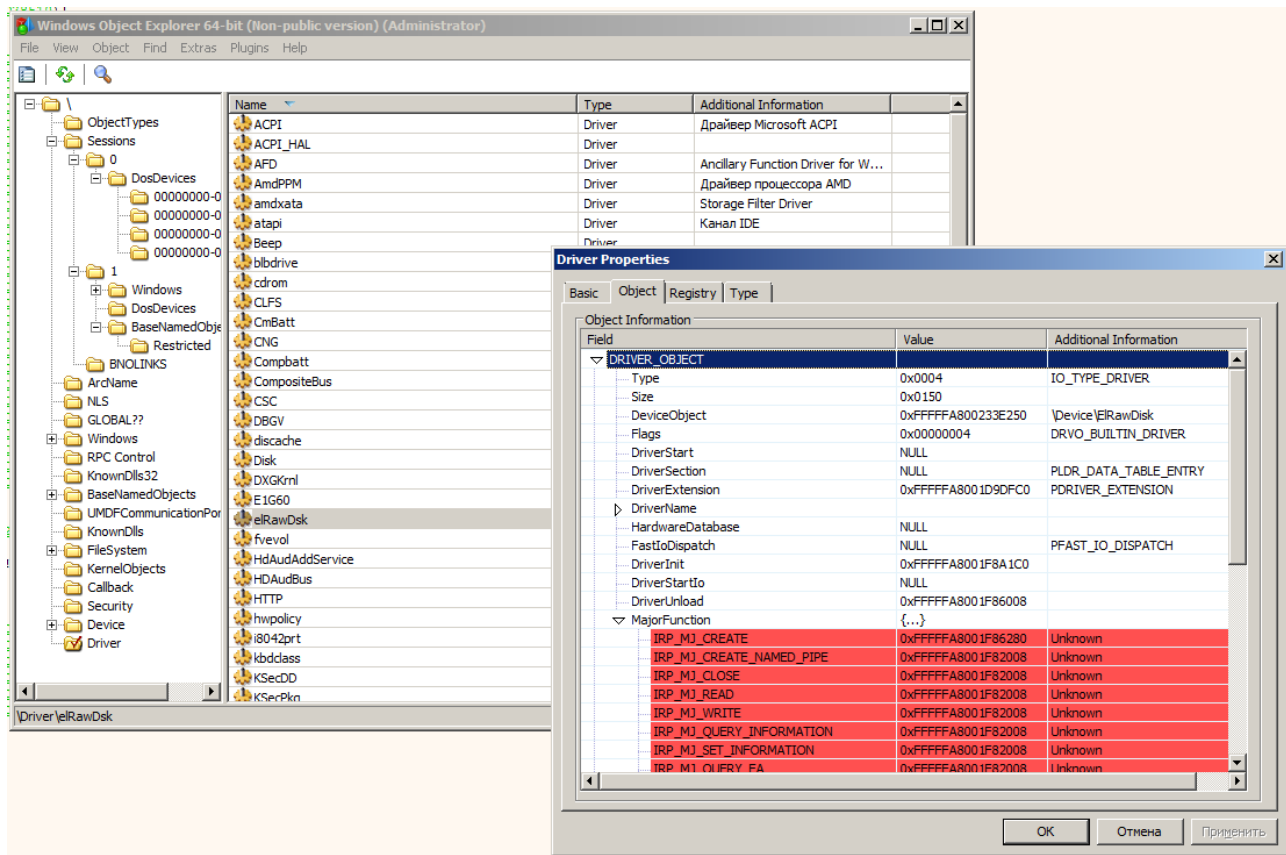 Windows Object Explorer 64-bit (Non-public version) (Administrator)
File View Object Find Extras Plugins Help
\
ObjectTypes
Sessions
0
DosDevices
00000000-0
00000000-0
00000000-0
00000000-0
1
Windows
DosDevices
BaseNamedObje
Restricted
BNOLINKS
ArcName
NLS
GLOBAL??
Windows
RPC Control
KnownDlls32
BaseNamedObjects
UMDFCommunicationPor
KnownDlls
FileSystem
KernelObjects
Callback
Security
Device
Driver
Name Type Additional Information
ACPI Driver Драйвер Microsoft ACPI
ACPI_HAL Driver
AFD Driver Ancillary Function Driver for W...
AmdPPM Driver Драйвер процессора AMD
amdxata Driver Storage Filter Driver
atapi Driver Канал IDE
Beep Driver
blbdrive
cdrom
CLFS
CmBatt
CNG
Compbatt
CompositeBus
CSC
DBGV
discache
Disk
DXGKrnl
E1G60
elRawDsk
fvevol
HdAudAddService
HDAudBus
HTTP
hwpolicy
i8042prt
kbdclass
KSecDD
KSecPkg
\Driver\elRawDsk
Driver Properties
Basic Object Registry Type
Object Information
Field Value Additional Information
DRIVER_OBJECT
Type 0x0004 IO_TYPE_DRIVER
Size 0x0150
DeviceObject 0xFFFFFA800233E250 \Device\ElRawDisk
Flags 0x00000004 DRVO_BUILTIN_DRIVER
DriverStart NULL
DriverSection NULL PLDR_DATA_TABLE_ENTRY
DriverExtension 0xFFFFFA8001D9DFC0 PDRIVER_EXTENSION
DriverName
HardwareDatabase NULL
FastIoDispatch NULL PFAST_IO_DISPATCH
DriverInit 0xFFFFFA8001F8A1C0
DriverStartIo NULL
DriverUnload 0xFFFFFA8001F86008
MajorFunction {...}
IRP_MJ_CREATE 0xFFFFFA8001F86280 Unknown
IRP_MJ_CREATE_NAMED_PIPE 0xFFFFFA8001F82008 Unknown
IRP_MJ_CLOSE 0xFFFFFA8001F82008 Unknown
IRP_MJ_READ 0xFFFFFA8001F82008 Unknown
IRP_MJ_WRITE 0xFFFFFA8001F82008 Unknown
IRP_MJ_QUERY_INFORMATION 0xFFFFFA8001F82008 Unknown
IRP_MJ_SET_INFORMATION 0xFFFFFA8001F82008 Unknown
IRP_MJ_QUERY_EA 0xFFFFFA8001F82008 Unknown
OK Отмена Применить